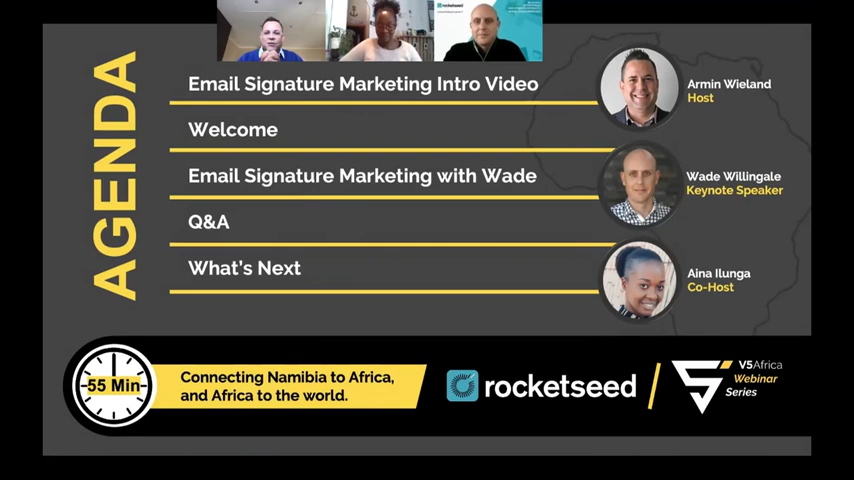 rocketseed
AGENDA
Email Signature Marketing Intro Video
Welcome
Email Signature Marketing with Wade
Q&A
What's Next
Armin Wieland
Host
Wade Willingale
Keynote Speaker
Aina Ilunga
Co-Host
55 Min
Connecting Namibia to Africa,
and Africa to the world.
rocketseed
V5Africa
Webinar
Series